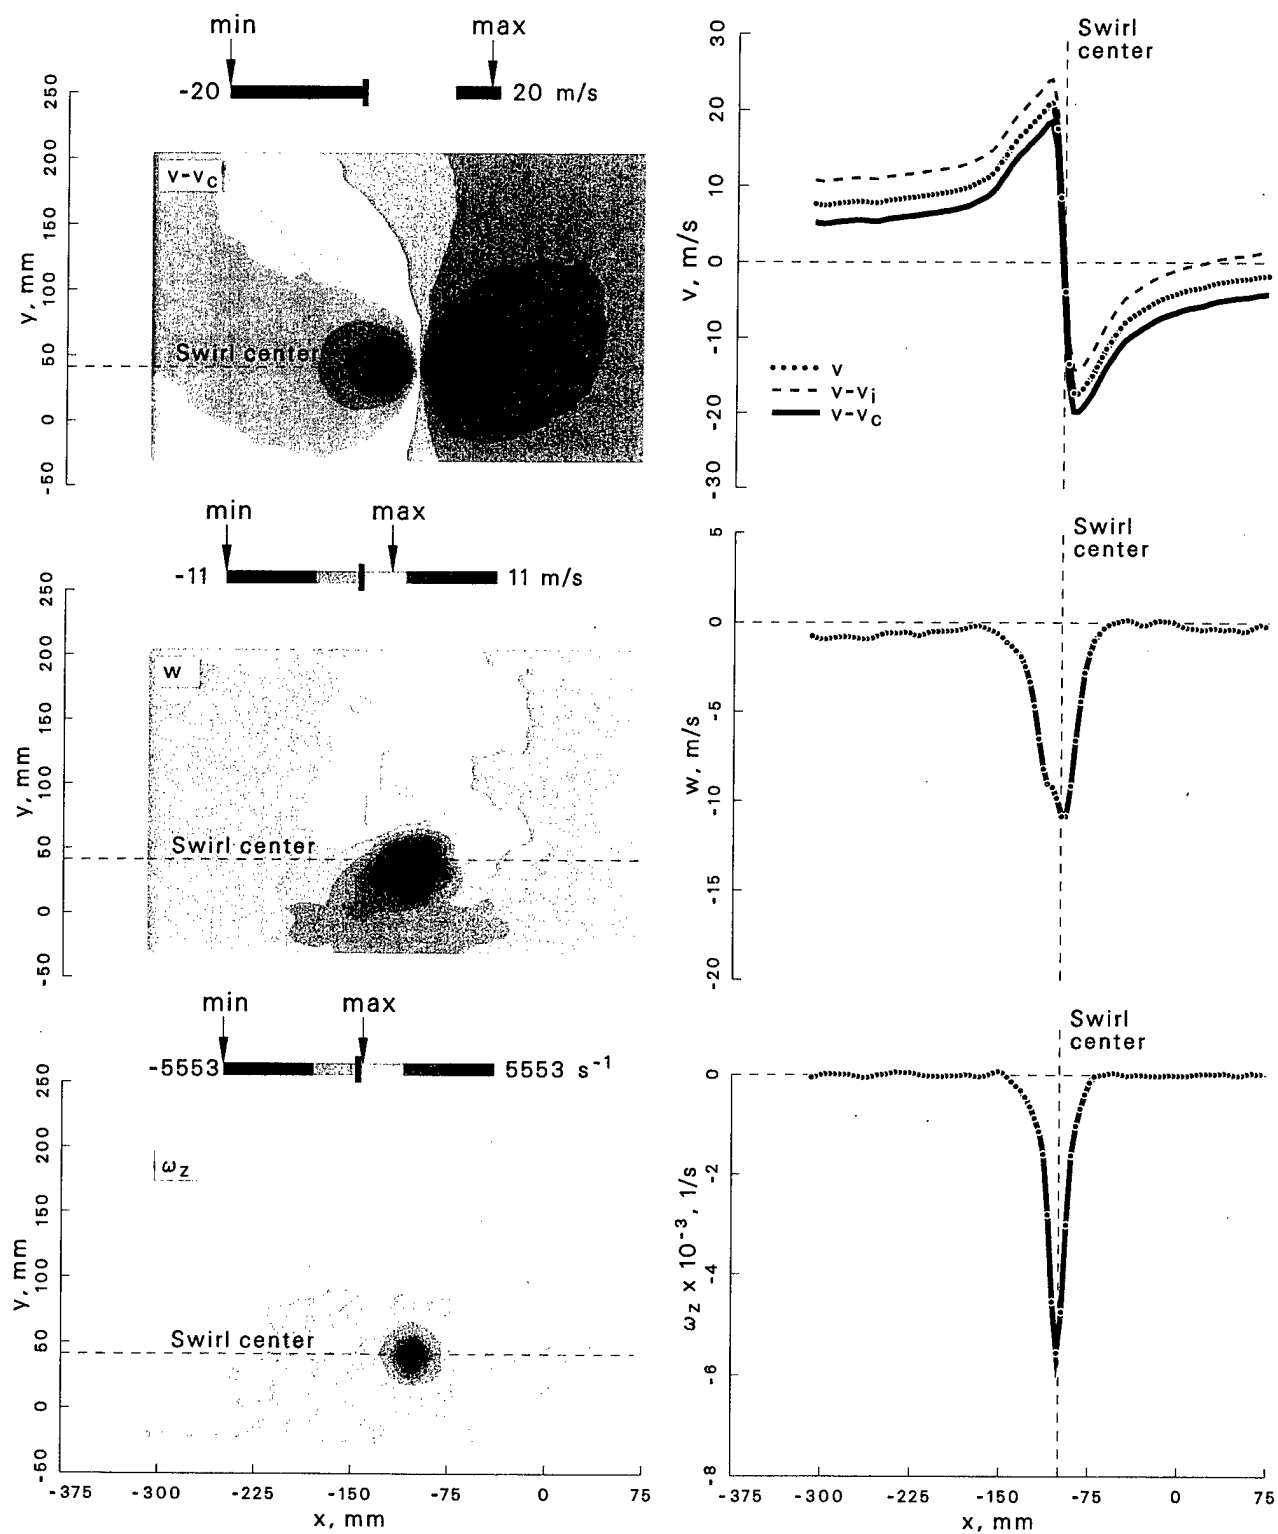 min max
-20 20 m/s
250
200
150
100
50
0
-50
y, mm
v-vc
Swirl center
Swirl
center
30
20
10
0
-10
-20
-30
v, m/s
v
v-vi
v-vc
min max
-11 11 m/s
250
200
150
100
50
0
-50
y, mm
w
Swirl center
Swirl
center
5
0
-5
-10
-15
-20
w, m/s
min max
-5553 5553 s-1
250
200
150
100
50
0
-50
y, mm
ωz
Swirl center
-375 -300 -225 -150 -75 0 75
x, mm
Swirl
center
0
-2
-4
-6
-8
ωz x 10-3, 1/s
-375 -300 -225 -150 -75 0 75
x, mm